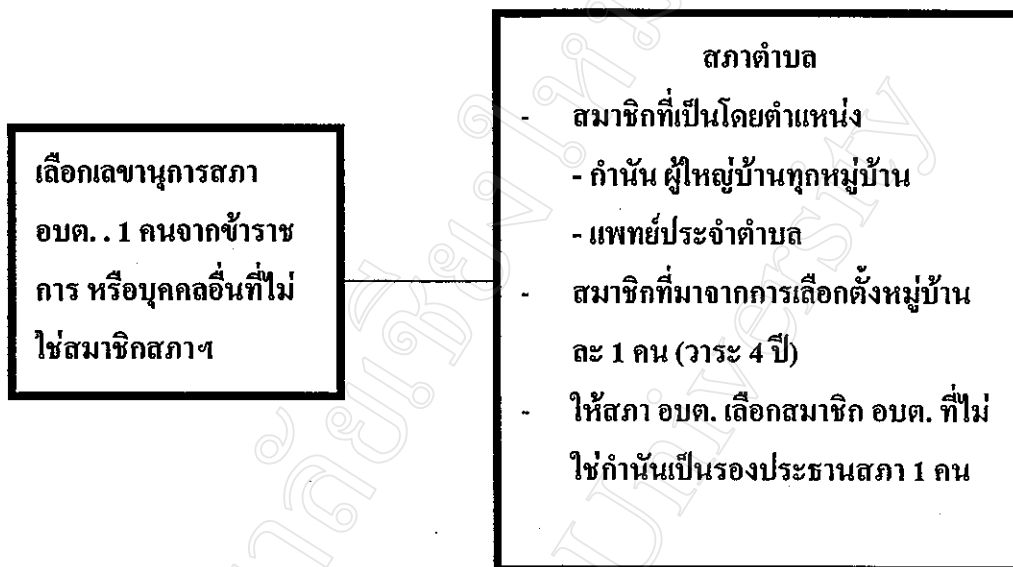 เลือกเลขานุการสภา
อบต. . 1 คนจากข้าราช
การ หรือบุคคลอื่นที่ไม่
ใช่สมาชิกสภาฯ
สภาตำบล
- สมาชิกที่เป็นโดยตำแหน่ง
- กำนัน ผู้ใหญ่บ้านทุกหมู่บ้าน
- แพทย์ประจำตำบล
- สมาชิกที่มาจากการเลือกตั้งหมู่บ้าน
ละ 1 คน (วาระ 4 ปี)
- ให้สภา อบต. เลือกสมาชิก อบต. ที่ไม่
ใช่กำนันเป็นรองประธานสภา 1 คน
University